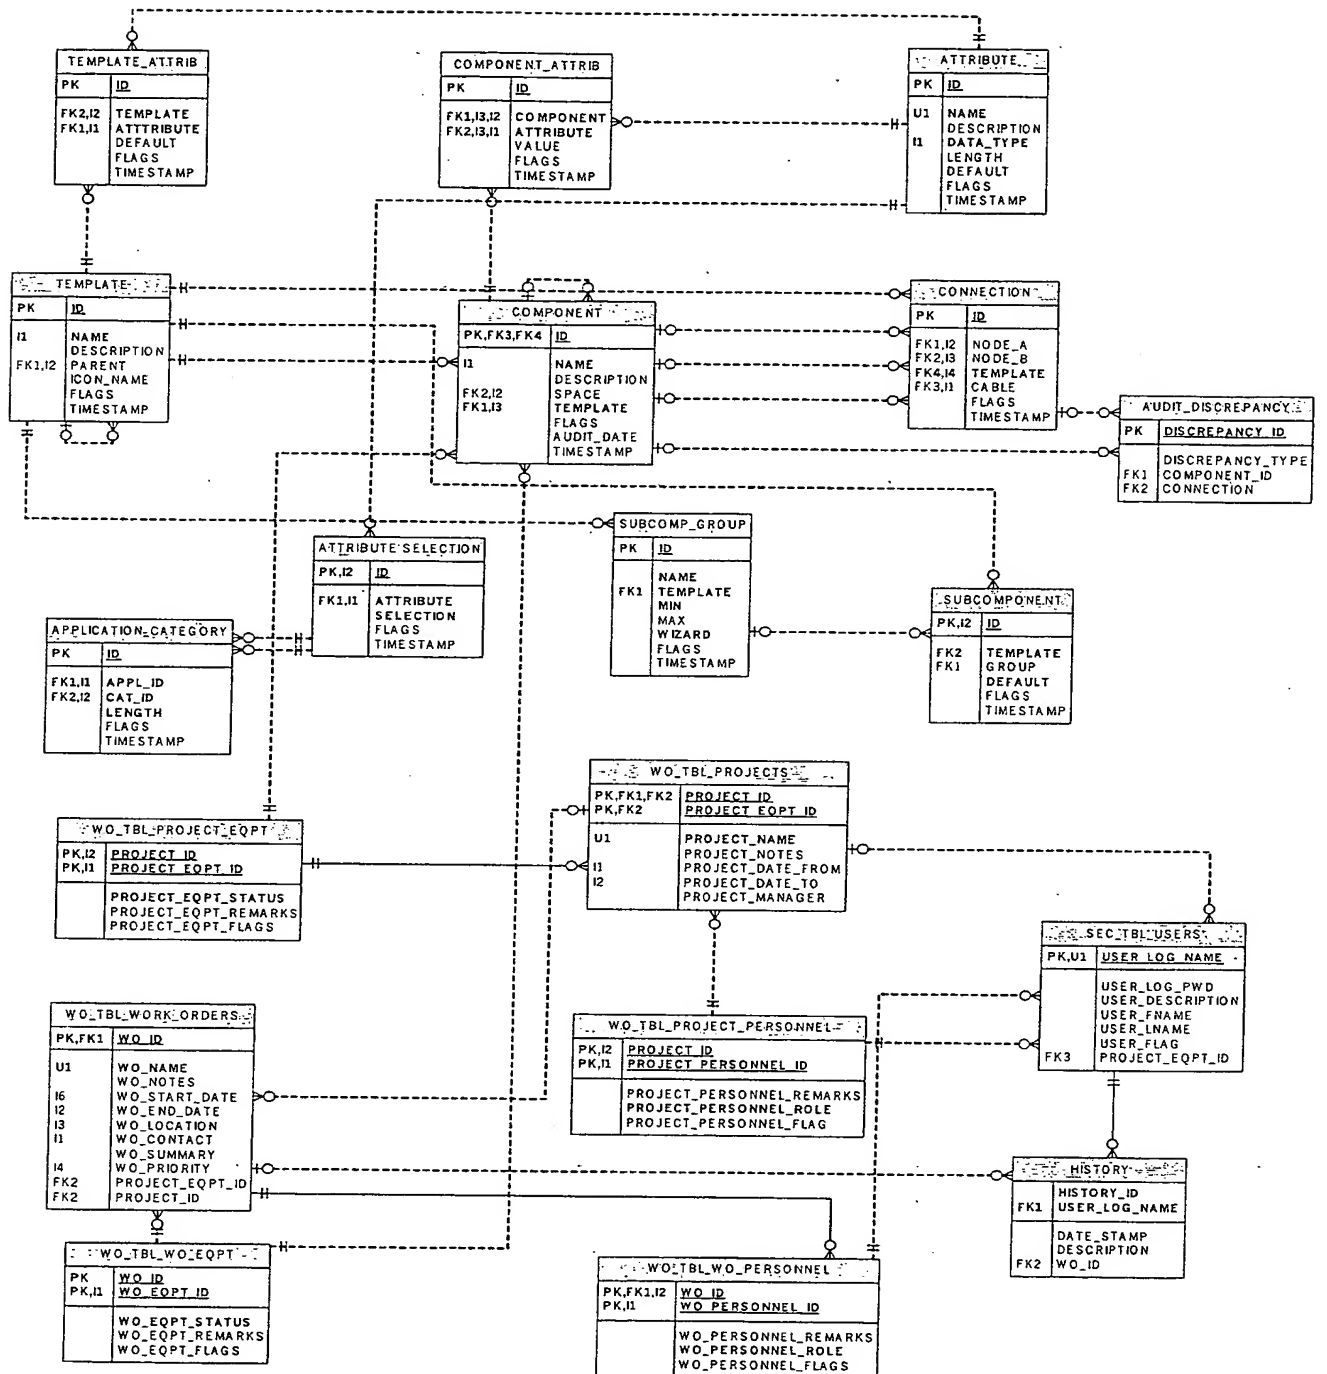 TEMPLATE_ATTRIB
PK ID
FK2,I2 TEMPLATE
FK1,I1 ATTTRIBUTE
DEFAULT
FLAGS
TIMESTAMP
COMPONENT_ATTRIB
PK ID
FK1,I3,I2 COMPONENT
FK2,I3,I1 ATTRIBUTE
VALUE
FLAGS
TIMESTAMP
ATTRIBUTE
PK ID
U1 NAME
DESCRIPTION
I1 DATA_TYPE
LENGTH
DEFAULT
FLAGS
TIMESTAMP
TEMPLATE
PK ID
I1 NAME
DESCRIPTION
FK1,I2 PARENT
ICON_NAME
FLAGS
TIMESTAMP
COMPONENT
PK,FK3,FK4 ID
I1 NAME
DESCRIPTION
FK2,I2 SPACE
FK1,I3 TEMPLATE
FLAGS
AUDIT_DATE
TIMESTAMP
CONNECTION
PK ID
FK1,I2 NODE_A
FK2,I3 NODE_B
FK4,I4 TEMPLATE
FK3,I1 CABLE
FLAGS
TIMESTAMP
AUDIT_DISCREPANCY
PK DISCREPANCY_ID
DISCREPANCY_TYPE
FK1 COMPONENT_ID
FK2 CONNECTION
ATTRIBUTE SELECTION
PK,I2 ID
FK1,I1 ATTRIBUTE
SELECTION
FLAGS
TIMESTAMP
SUBCOMP_GROUP
PK ID
NAME
FK1 TEMPLATE
MIN
MAX
WIZARD
FLAGS
TIMESTAMP
SUBCOMPONENT
PK,I2 ID
FK2 TEMPLATE
FK1 GROUP
DEFAULT
FLAGS
TIMESTAMP
APPLICATION_CATEGORY
PK ID
FK1,I1 APPL_ID
FK2,I2 CAT_ID
LENGTH
FLAGS
TIMESTAMP
WO_TBL_PROJECTS
PK,FK1,FK2 PROJECT_ID
PK,FK2 PROJECT_EQPT_ID
U1 PROJECT_NAME
PROJECT_NOTES
I1 PROJECT_DATE_FROM
I2 PROJECT_DATE_TO
PROJECT_MANAGER
WO_TBL_PROJECT_EQPT
PK,I2 PROJECT_ID
PK,I1 PROJECT_EQPT_ID
PROJECT_EQPT_STATUS
PROJECT_EQPT_REMARKS
PROJECT_EQPT_FLAGS
SEC_TBL_USERS
PK,U1 USER_LOG_NAME
USER_LOG_PWD
USER_DESCRIPTION
USER_FNAME
USER_LNAME
USER_FLAG
FK3 PROJECT_EQPT_ID
WO_TBL_WORK_ORDERS
PK,FK1 WO_ID
U1 WO_NAME
WO_NOTES
I6 WO_START_DATE
I2 WO_END_DATE
I3 WO_LOCATION
I1 WO_CONTACT
WO_SUMMARY
I4 WO_PRIORITY
FK2 PROJECT_EQPT_ID
FK2 PROJECT_ID
WO_TBL_PROJECT_PERSONNEL
PK,I2 PROJECT_ID
PK,I1 PROJECT_PERSONNEL_ID
PROJECT_PERSONNEL_REMARKS
PROJECT_PERSONNEL_ROLE
PROJECT_PERSONNEL_FLAG
HISTORY
HISTORY_ID
FK1 USER_LOG_NAME
DATE_STAMP
DESCRIPTION
FK2 WO_ID
WO_TBL_WO_EQPT
PK WO_ID
PK,I1 WO_EQPT_ID
WO_EQPT_STATUS
WO_EQPT_REMARKS
WO_EQPT_FLAGS
WO_TBL_WO_PERSONNEL
PK,FK1,I2 WO_ID
PK,I1 WO_PERSONNEL_ID
WO_PERSONNEL_REMARKS
WO_PERSONNEL_ROLE
WO_PERSONNEL_FLAGS